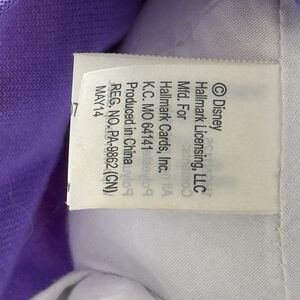 © Disney
Hallmark Licensing, LLC
Mfd. For
Hallmark Cards, Inc.
K.C. MO 64141
Produced in China
REG. NO. PA-9862 (CN)
MAY14